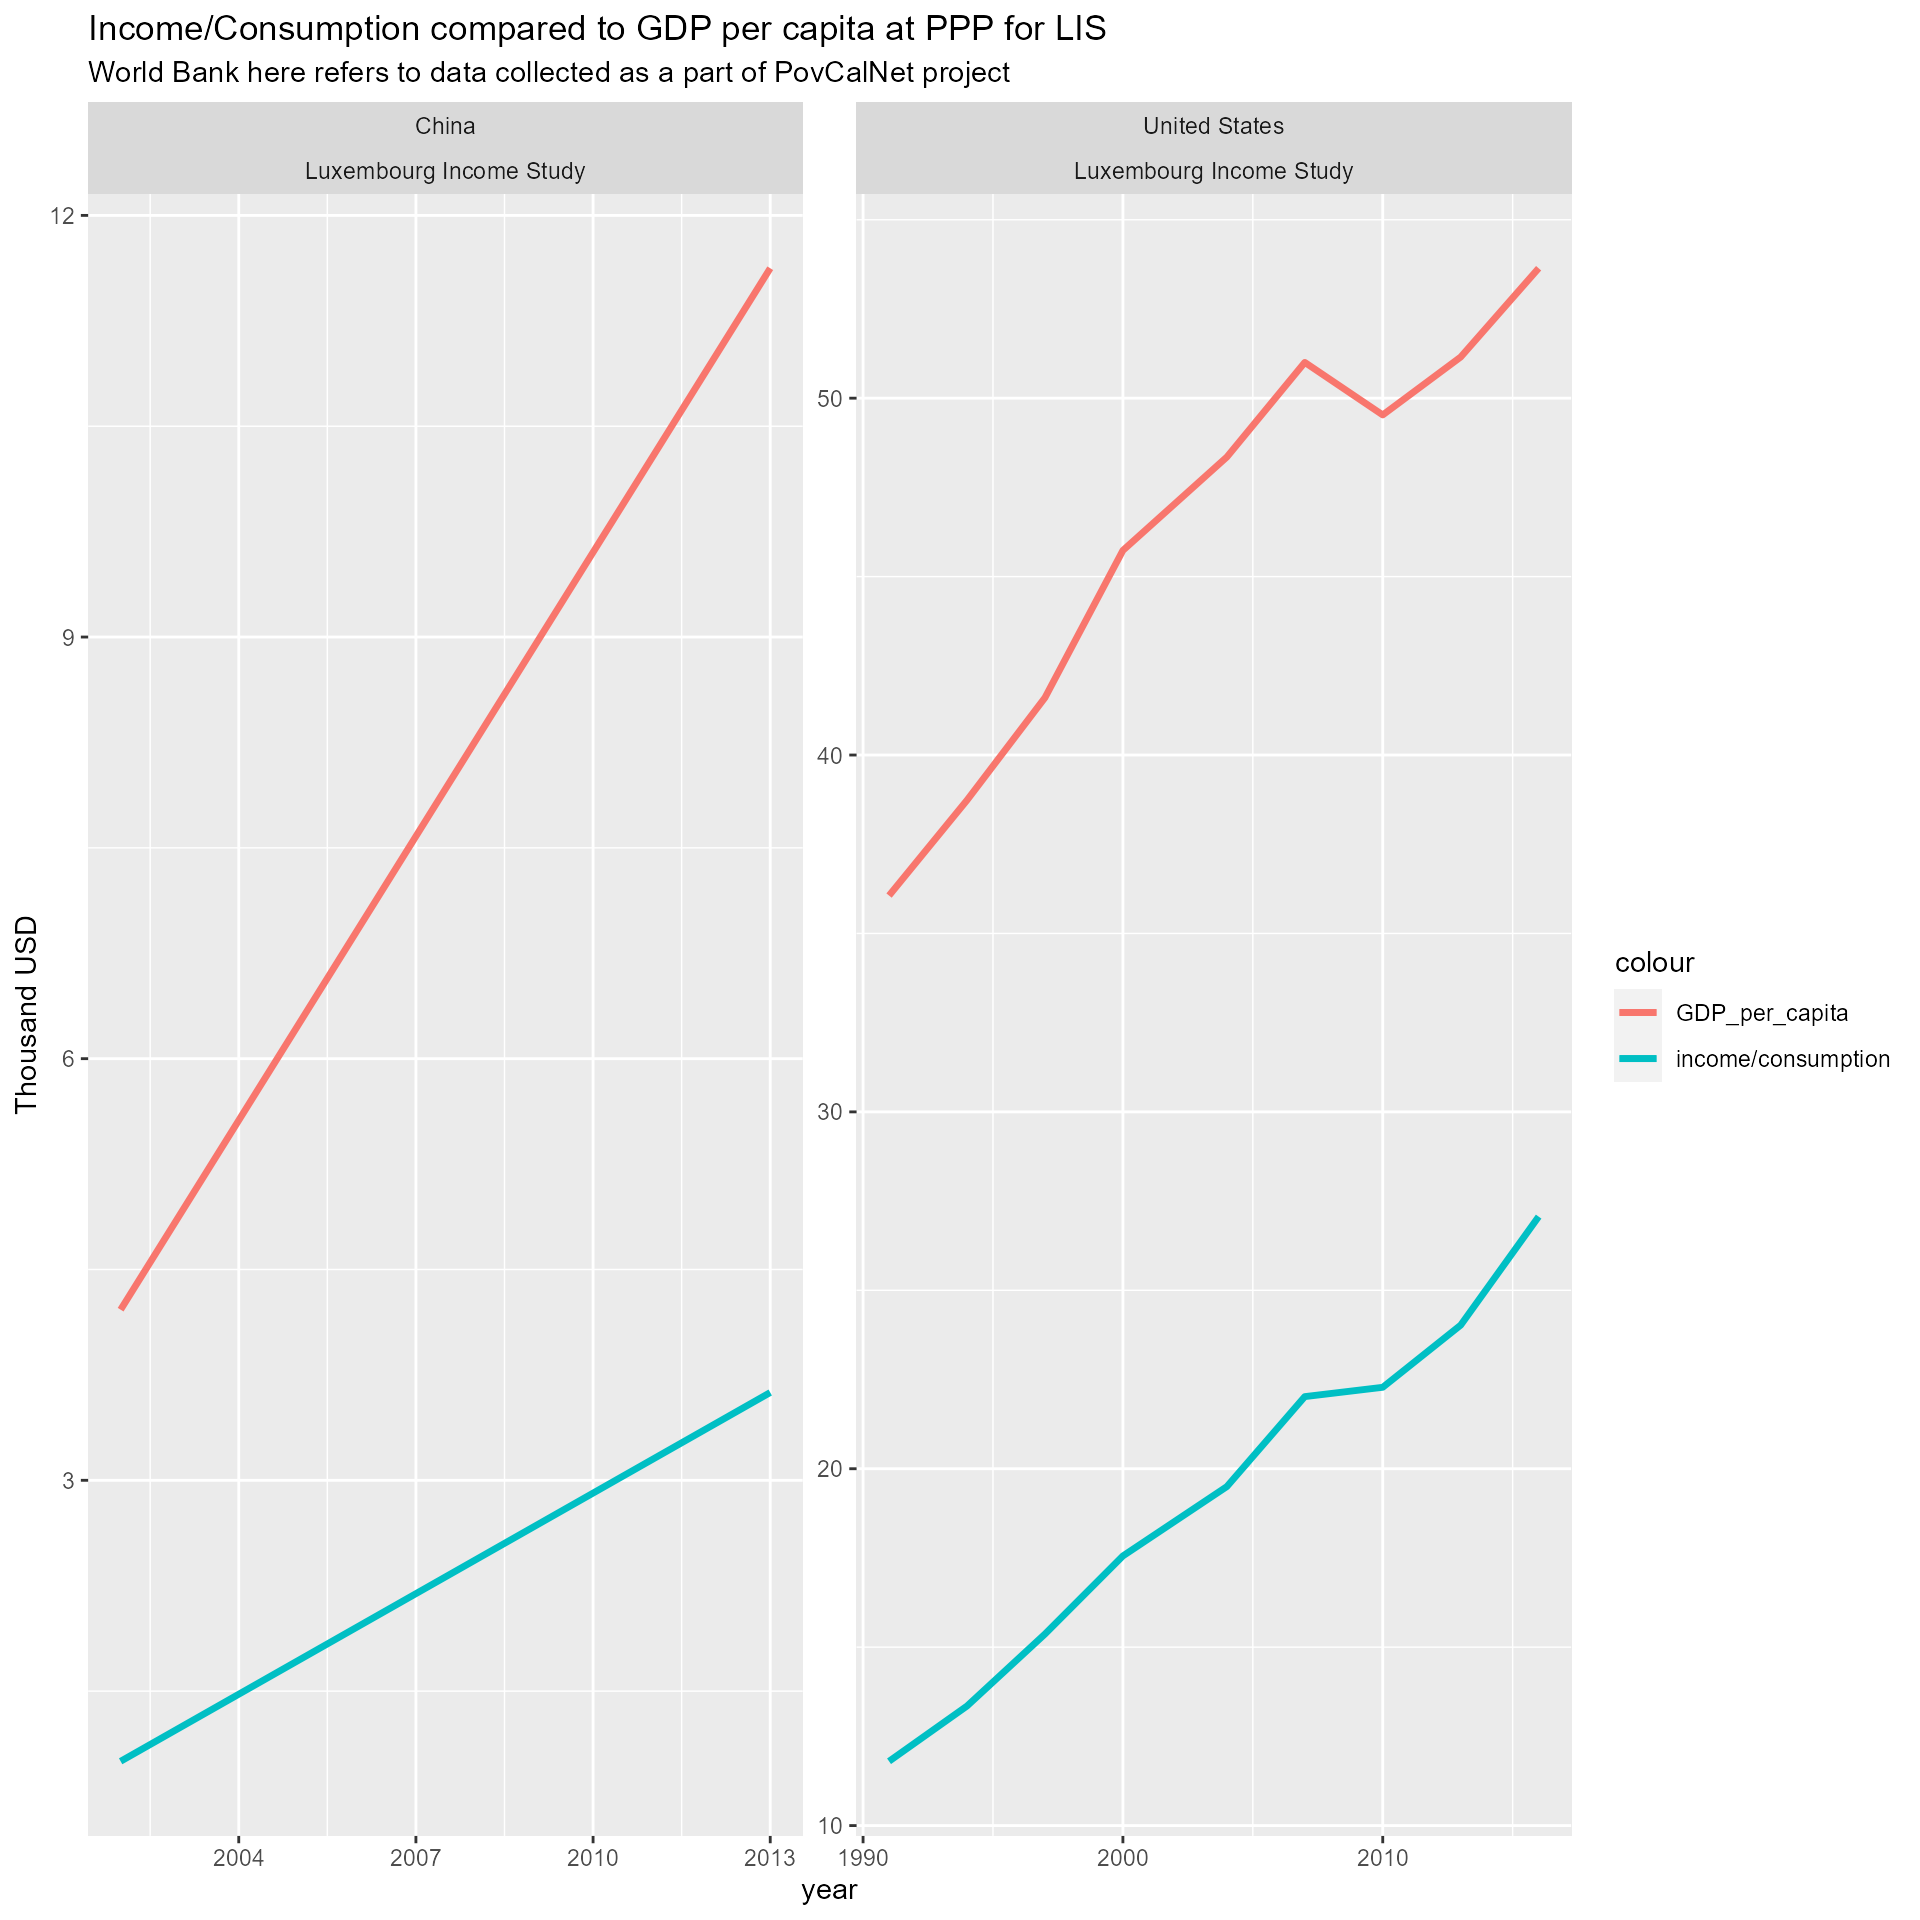 Income/Consumption compared to GDP per capita at PPP for LIS
World Bank here refers to data collected as a part of PovCalNet project
China
Luxembourg Income Study
United States
Luxembourg Income Study
Thousand USD
12
9
6
3
2004
2007
2010
2013
50
40
30
20
10
1990
2000
2010
year
colour
GDP_per_capita
income/consumption